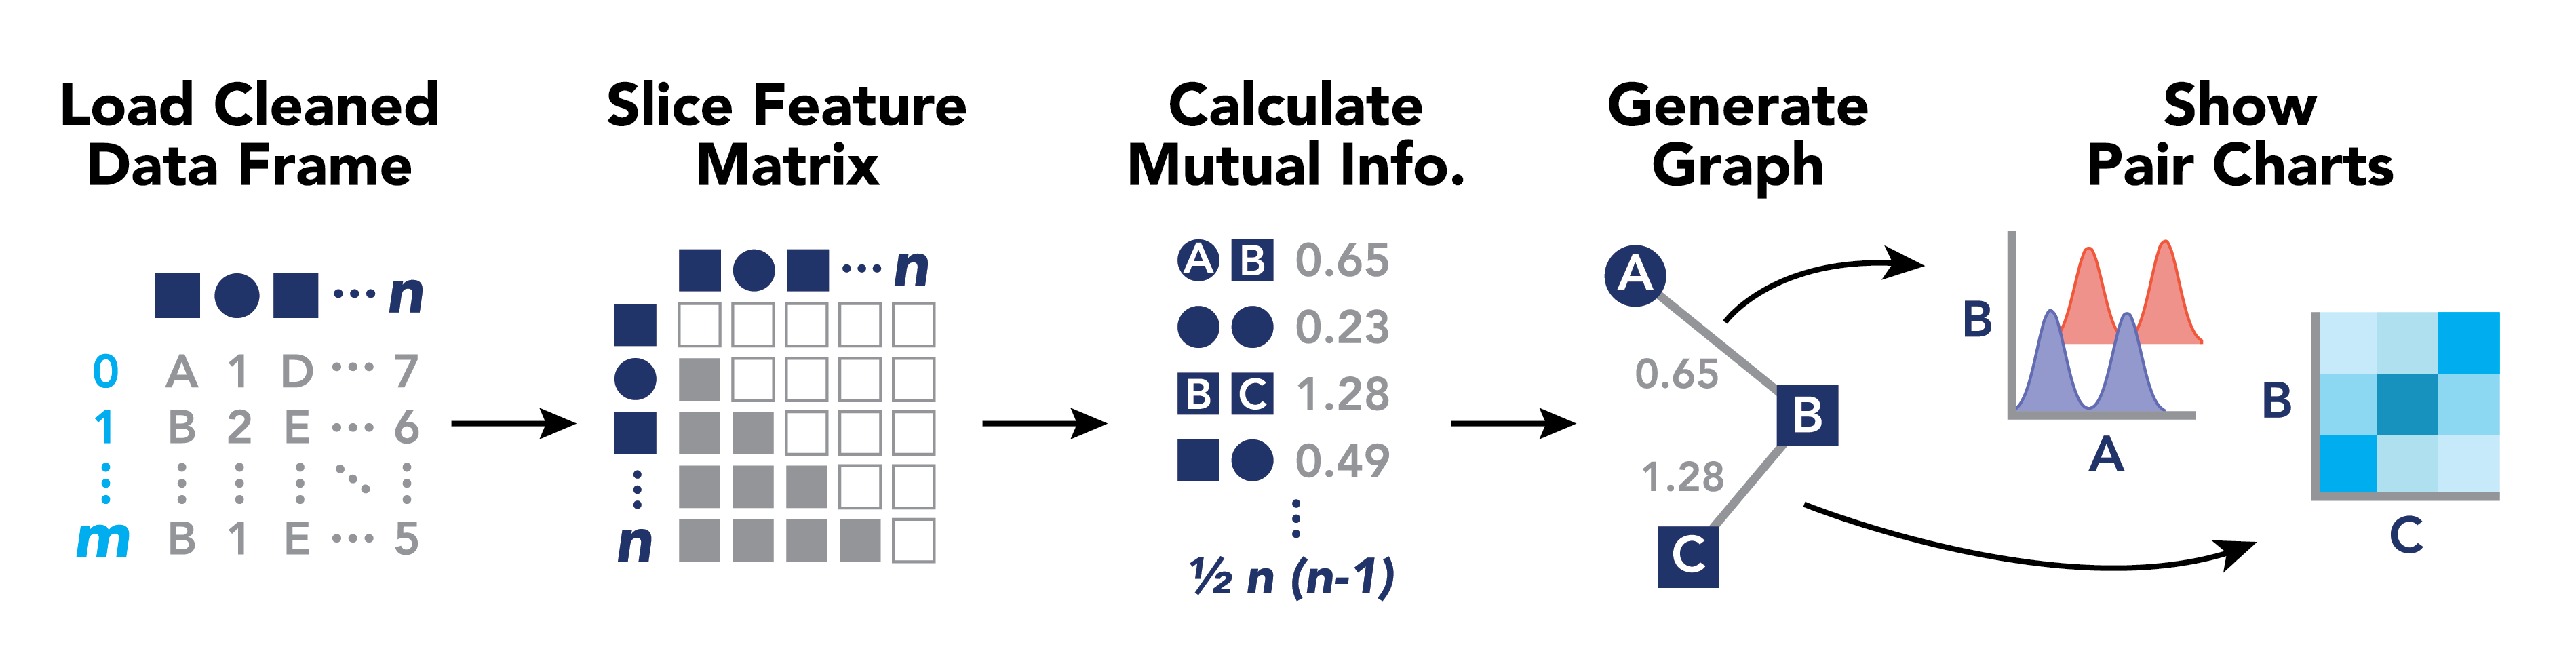 Load Cleaned
Data Frame
··· n
0 A 1 D ··· 7
1 B 2 E ··· 6
m B 1 E ··· 5
Slice Feature
Matrix
··· n
n
Calculate
Mutual Info.
A B 0.65
0.23
B C 1.28
0.49
½ n (n-1)
Generate
Graph
A
0.65
B
1.28
C
Show
Pair Charts
B
A
B
C